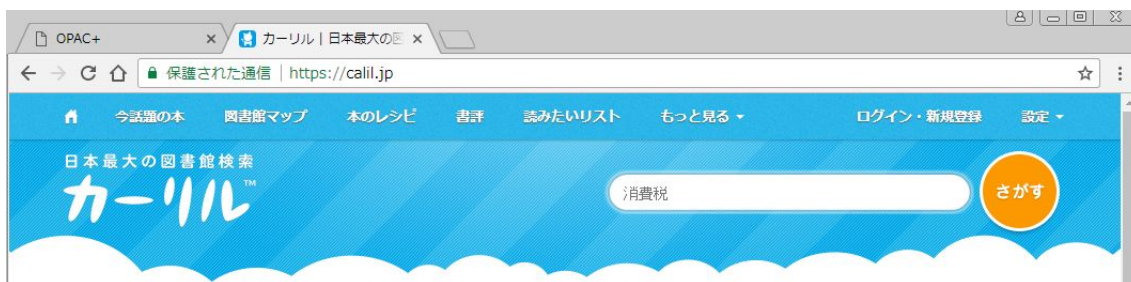 OPAC+
カーリル | 日本最大の図
保護された通信 | https://calil.jp
今話題の本 図書館マップ 本のレシピ 書評 読みたいリスト もっと見る ログイン・新規登録 設定
日本最大の図書館検索
カーリル™
消費税
さがす